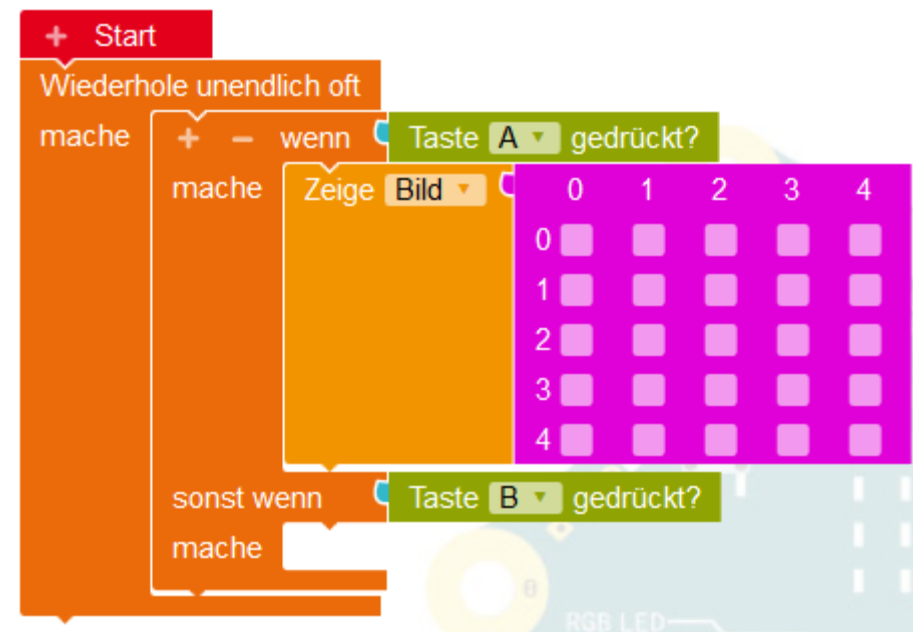 + Start
Wiederhole unendlich oft
mache + − wenn Taste A gedrückt?
mache Zeige Bild 0 1 2 3 4
0
1
2
3
4
sonst wenn Taste B gedrückt?
mache
0
RGB LED